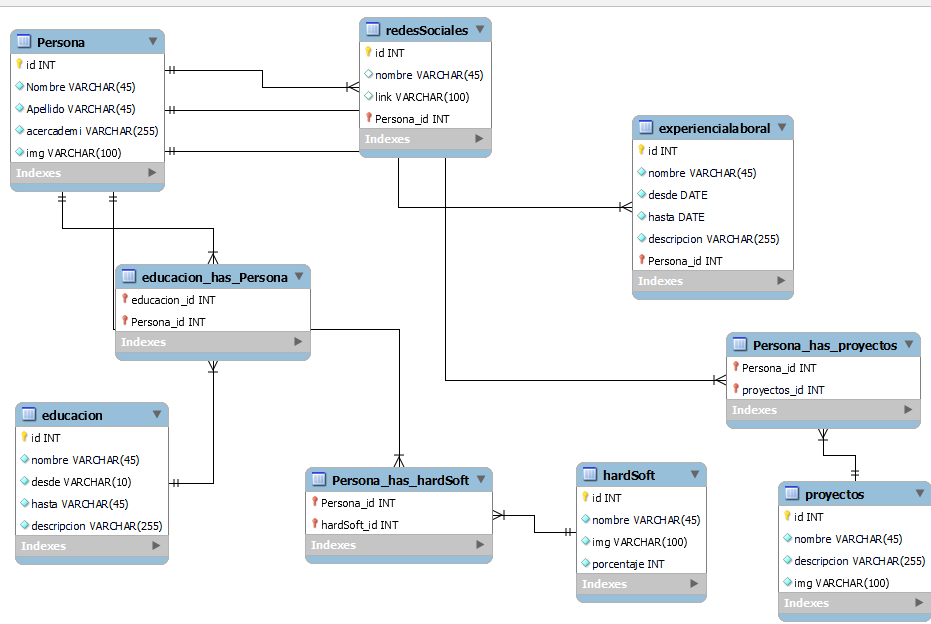 Persona
id INT
Nombre VARCHAR(45)
Apellido VARCHAR(45)
acercademi VARCHAR(255)
img VARCHAR(100)
Indexes
redesSociales
id INT
nombre VARCHAR(45)
link VARCHAR(100)
Persona_id INT
Indexes
experiencialaboral
id INT
nombre VARCHAR(45)
desde DATE
hasta DATE
descripcion VARCHAR(255)
Persona_id INT
Indexes
educacion_has_Persona
educacion_id INT
Persona_id INT
Indexes
Persona_has_proyectos
Persona_id INT
proyectos_id INT
Indexes
educacion
id INT
nombre VARCHAR(45)
desde VARCHAR(10)
hasta VARCHAR(45)
descripcion VARCHAR(255)
Indexes
Persona_has_hardSoft
Persona_id INT
hardSoft_id INT
Indexes
hardSoft
id INT
nombre VARCHAR(45)
img VARCHAR(100)
porcentaje INT
Indexes
proyectos
id INT
nombre VARCHAR(45)
descripcion VARCHAR(255)
img VARCHAR(100)
Indexes